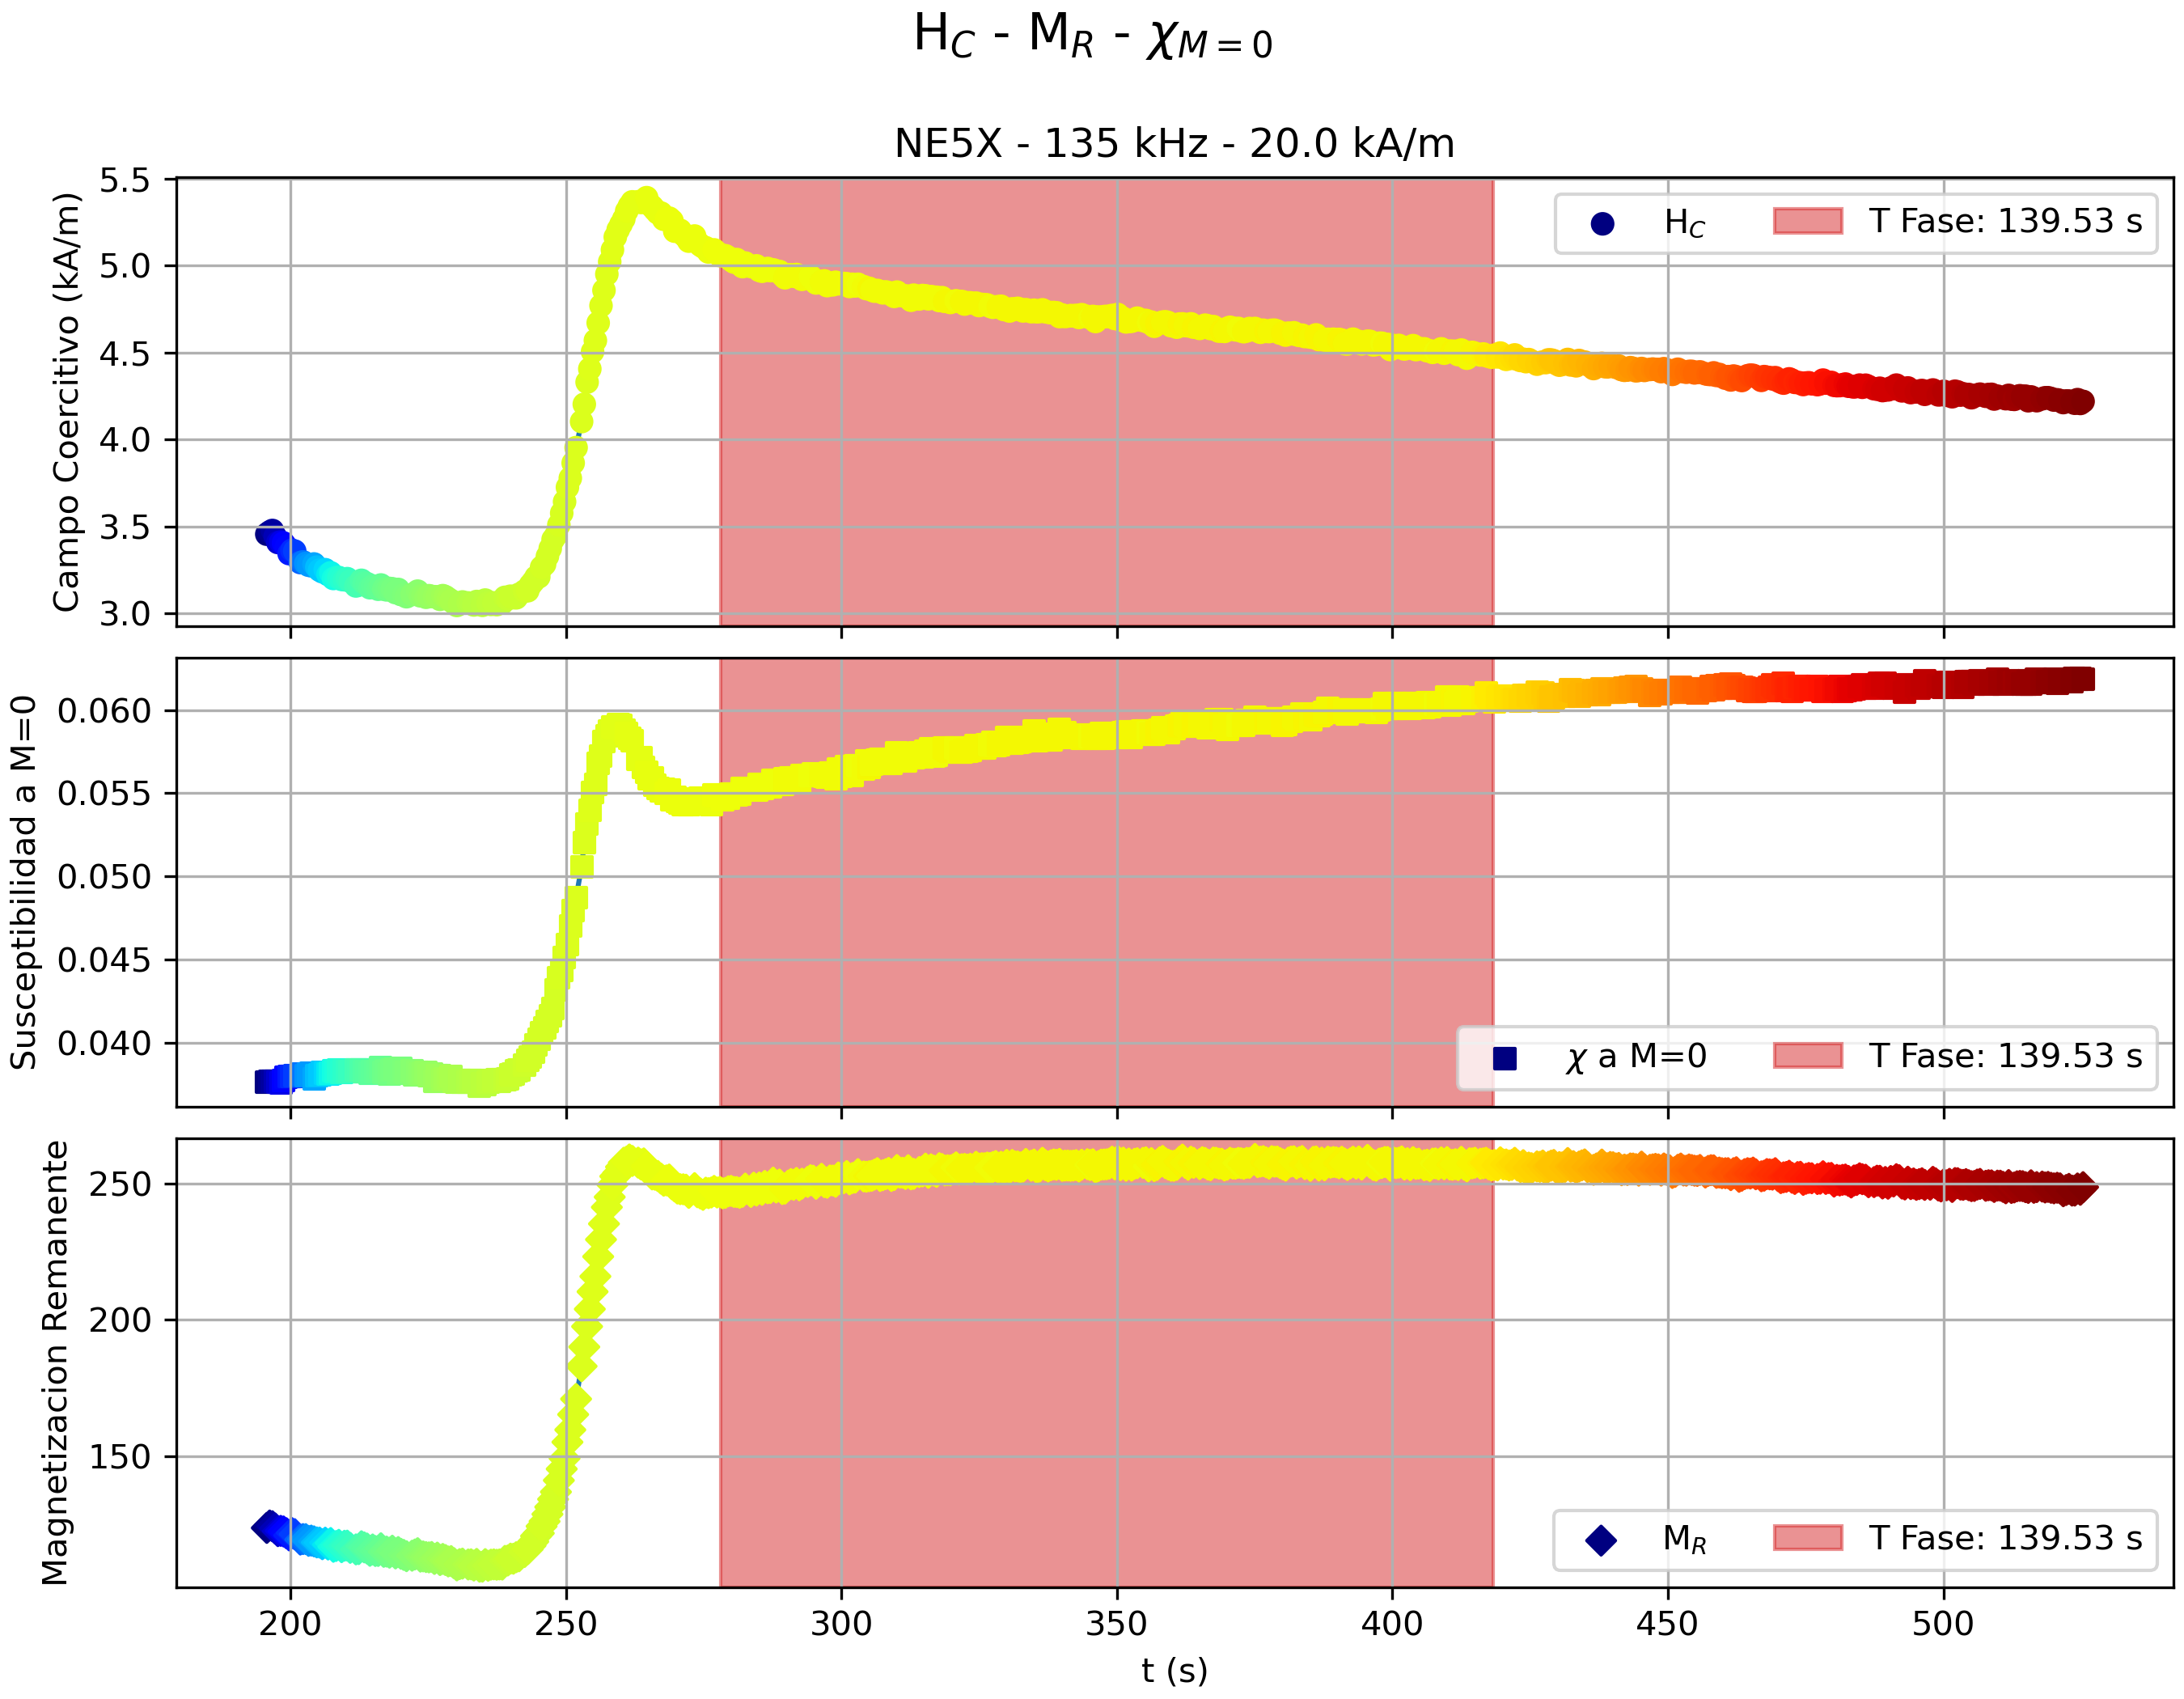 H_C - M_R - χ_{M=0}
NE5X - 135 kHz - 20.0 kA/m
Campo Coercitivo (kA/m)
5.5
5.0
4.5
4.0
3.5
3.0
H_C T Fase: 139.53 s
Susceptibilidad a M=0
0.060
0.055
0.050
0.045
0.040
χ a M=0 T Fase: 139.53 s
Magnetizacion Remanente
250
200
150
M_R T Fase: 139.53 s
200 250 300 350 400 450 500
t (s)